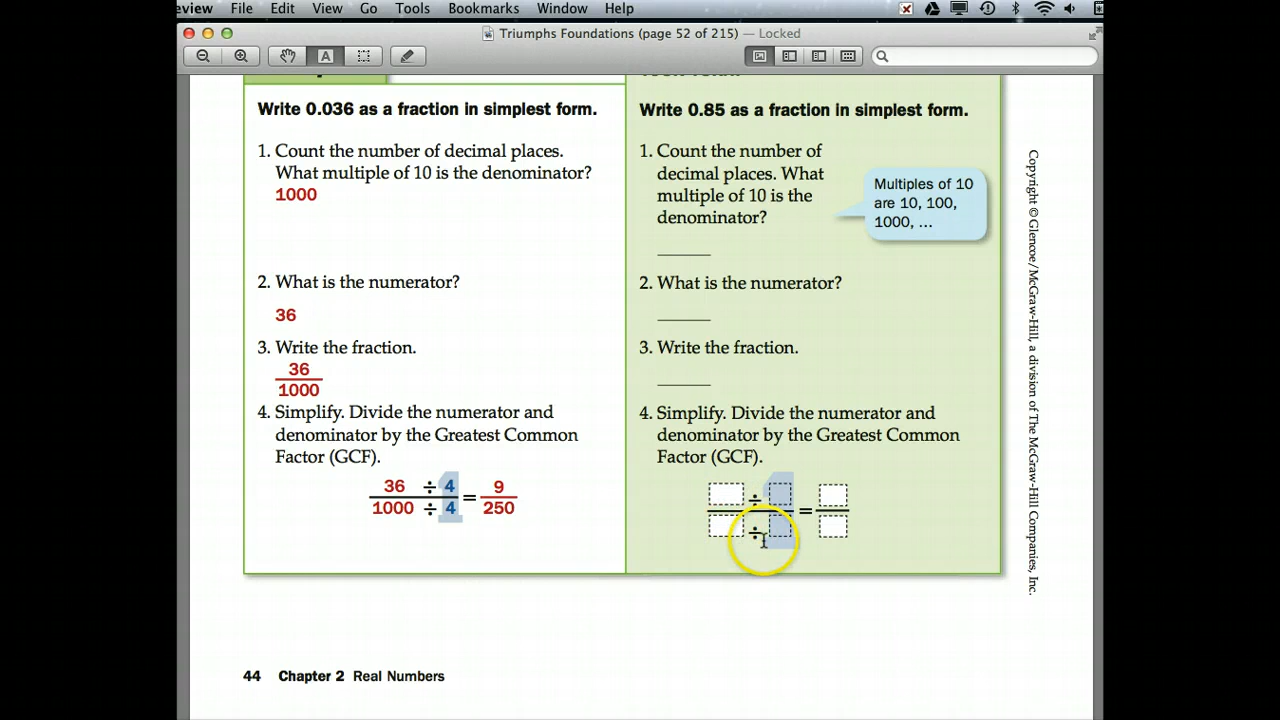 eview File Edit View Go Tools Bookmarks Window Help
Triumphs Foundations (page 52 of 215) — Locked
Write 0.036 as a fraction in simplest form.
1. Count the number of decimal places.
What multiple of 10 is the denominator?
1000
2. What is the numerator?
36
3. Write the fraction.
36
1000
4. Simplify. Divide the numerator and
denominator by the Greatest Common
Factor (GCF).
36 ÷ 4 = 9
1000 ÷ 4 250
Write 0.85 as a fraction in simplest form.
1. Count the number of
decimal places. What
multiple of 10 is the
denominator?
Multiples of 10
are 10, 100,
1000, ...
2. What is the numerator?
3. Write the fraction.
4. Simplify. Divide the numerator and
denominator by the Greatest Common
Factor (GCF).
÷ =
÷
Copyright © Glencoe/McGraw-Hill, a division of The McGraw-Hill Companies, Inc.
44 Chapter 2 Real Numbers